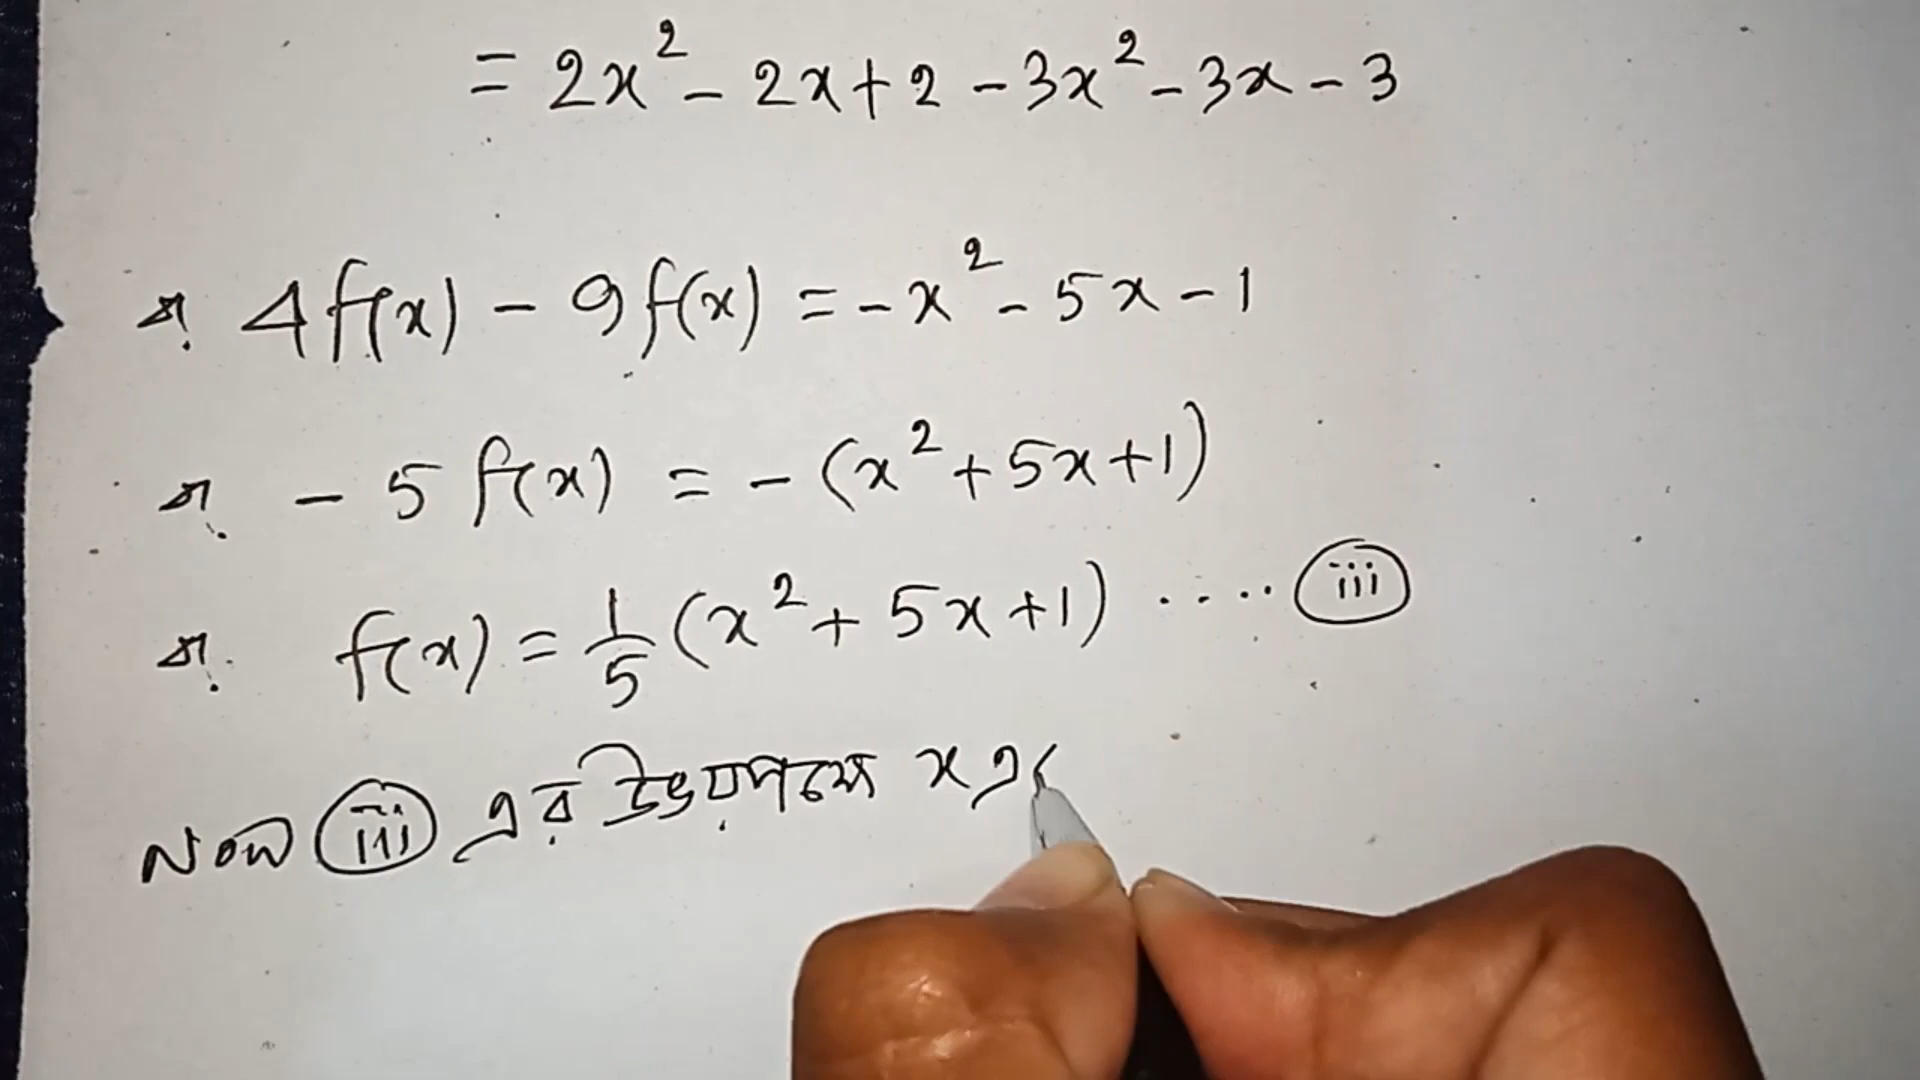 = 2x² - 2x + 2 - 3x² - 3x - 3
বা, 4f(x) - 9f(x) = -x² - 5x - 1
বা, - 5 f(x) = - (x² + 5x + 1)
বা, f(x) = 1/5 (x² + 5x + 1) ..... (iii)
Now (iii) এর উভয়পক্ষে x এ